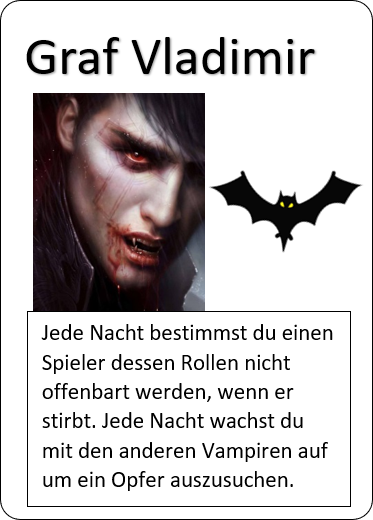 Graf Vladimir
Jede Nacht bestimmst du einen
Spieler dessen Rollen nicht
offenbart werden, wenn er
stirbt. Jede Nacht wachst du
mit den anderen Vampiren auf
um ein Opfer auszusuchen.